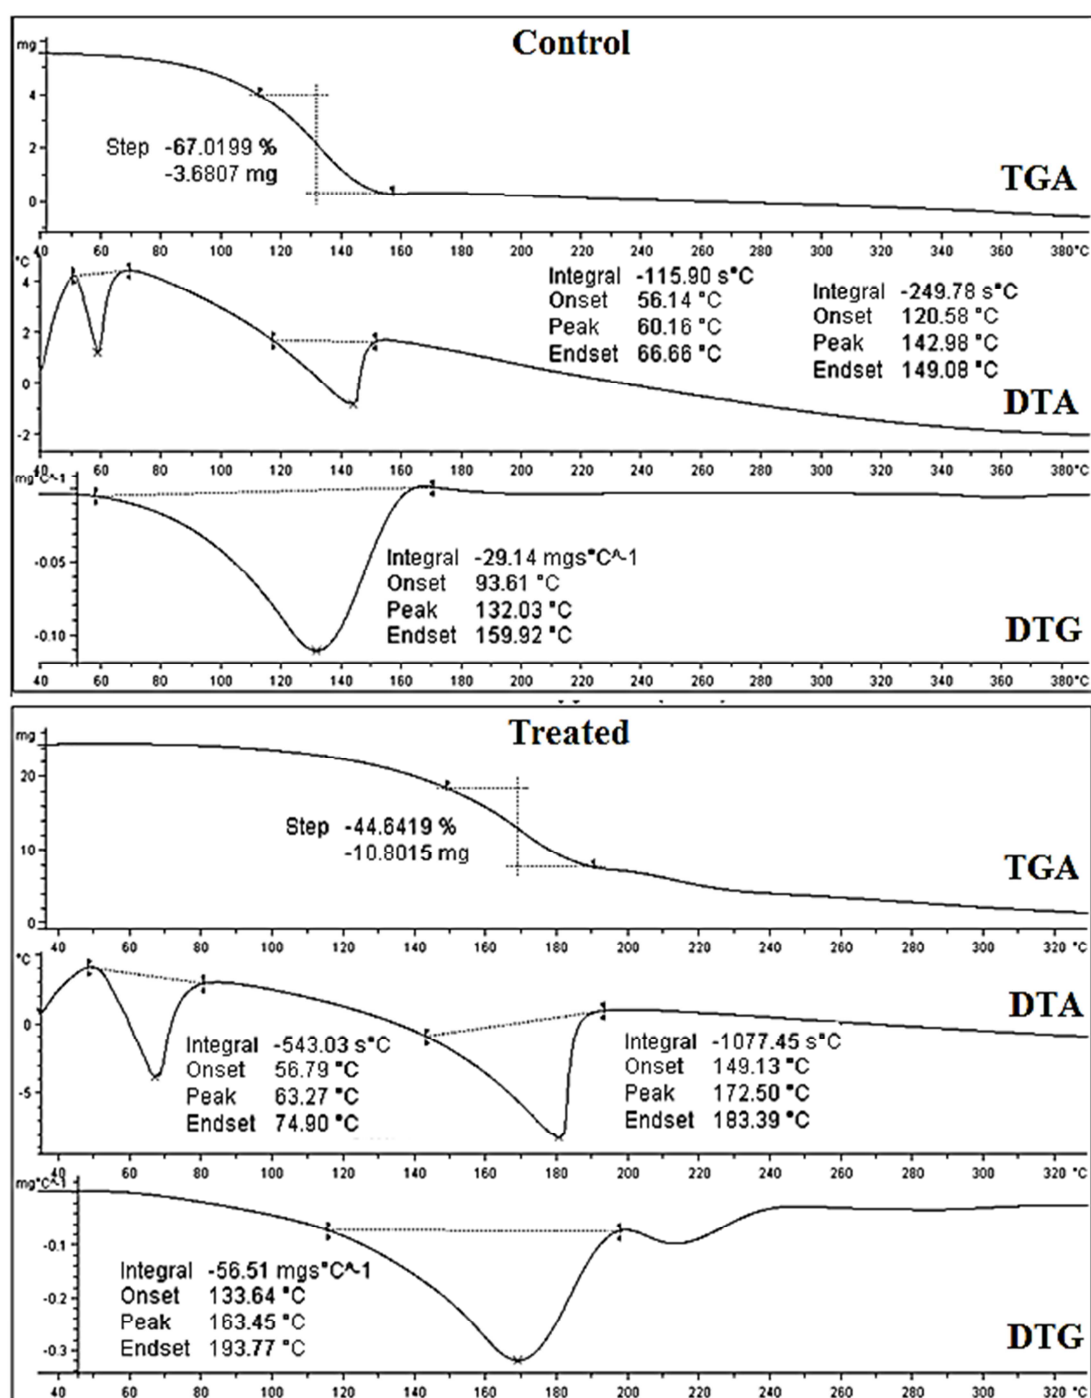 Control
mg
4
2
0
Step -67.0199 %
-3.6807 mg
TGA
40 60 80 100 120 140 160 180 200 220 240 260 280 300 320 340 360 380°C
°C
4
2
0
-2
Integral -115.90 s°C
Onset 56.14 °C
Peak 60.16 °C
Endset 66.66 °C
Integral -249.78 s°C
Onset 120.58 °C
Peak 142.98 °C
Endset 149.08 °C
DTA
40 60 80 100 120 140 160 180 200 220 240 260 280 300 320 340 360 380°C
mg°C^-1
-0.05
-0.10
Integral -29.14 mgs°C^-1
Onset 93.61 °C
Peak 132.03 °C
Endset 159.92 °C
DTG
40 60 80 100 120 140 160 180 200 220 240 260 280 300 320 340 360 380°C
Treated
mg
20
10
0
Step -44.6419 %
-10.8015 mg
TGA
40 60 80 100 120 140 160 180 200 220 240 260 280 300 320 °C
°C
0
-5
DTA
Integral -543.03 s°C
Onset 56.79 °C
Peak 63.27 °C
Endset 74.90 °C
Integral -1077.45 s°C
Onset 149.13 °C
Peak 172.50 °C
Endset 183.39 °C
40 60 80 100 120 140 160 180 200 220 240 260 280 300 320 °C
mg°C^-1
-0.1
-0.2
-0.3
Integral -56.51 mgs°C^-1
Onset 133.64 °C
Peak 163.45 °C
Endset 193.77 °C
DTG
40 60 80 100 120 140 160 180 200 220 240 260 280 300 320 °C